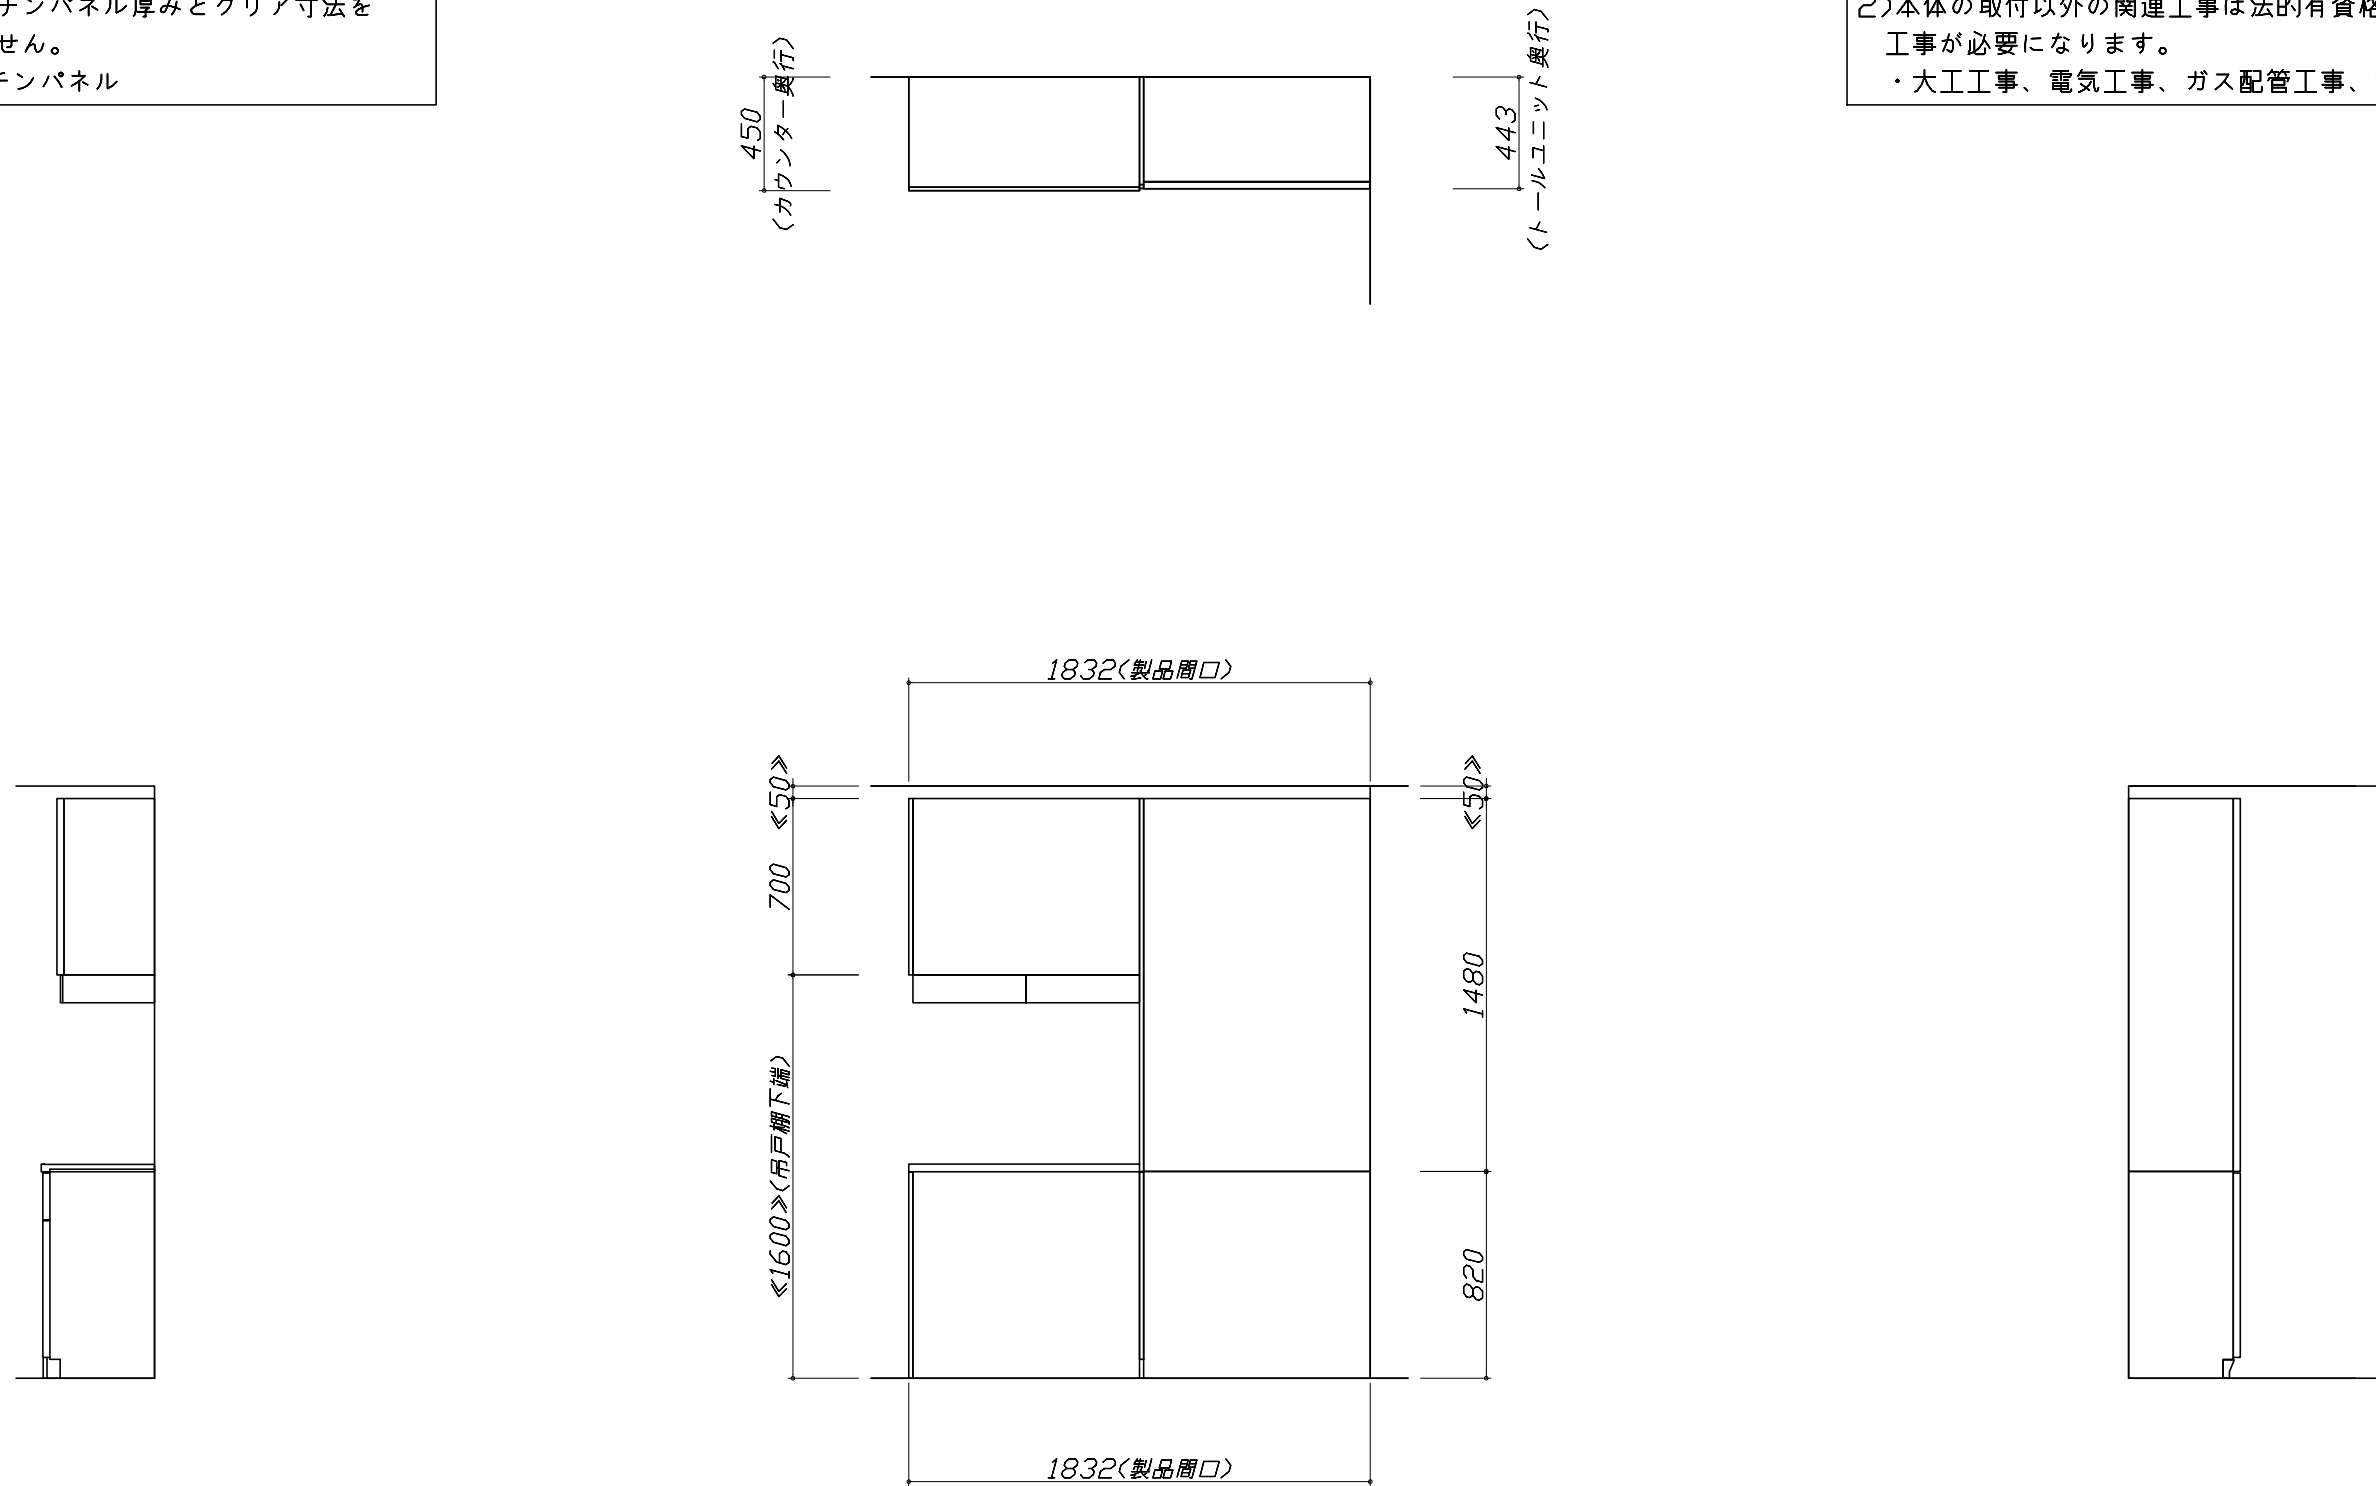 チンパネル厚みとクリア寸法を
せん。
チンパネル
2)本体の取付以外の関連工事は法的有資格
工事が必要になります。
・大工工事、電気工事、ガス配管工事、
450
(カウンター奥行)
443
(トールユニット奥行)
1832(製品間口)
≪50≫
700
≪1600≫(吊戸棚下端)
≪50≫
1480
820
1832(製品間口)